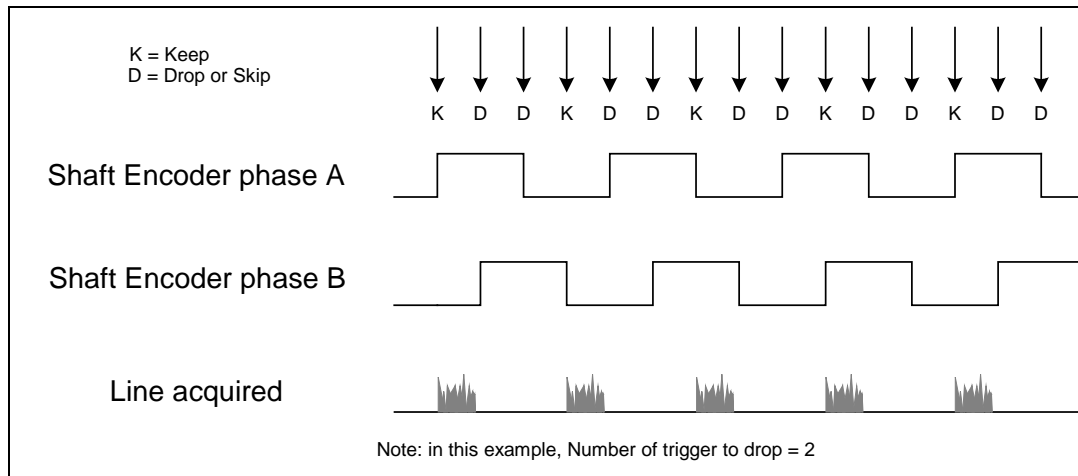 K = Keep
D = Drop or Skip
K D D K D D K D D K D D K D D
Shaft Encoder phase A
Shaft Encoder phase B
Line acquired
Note: in this example, Number of trigger to drop = 2